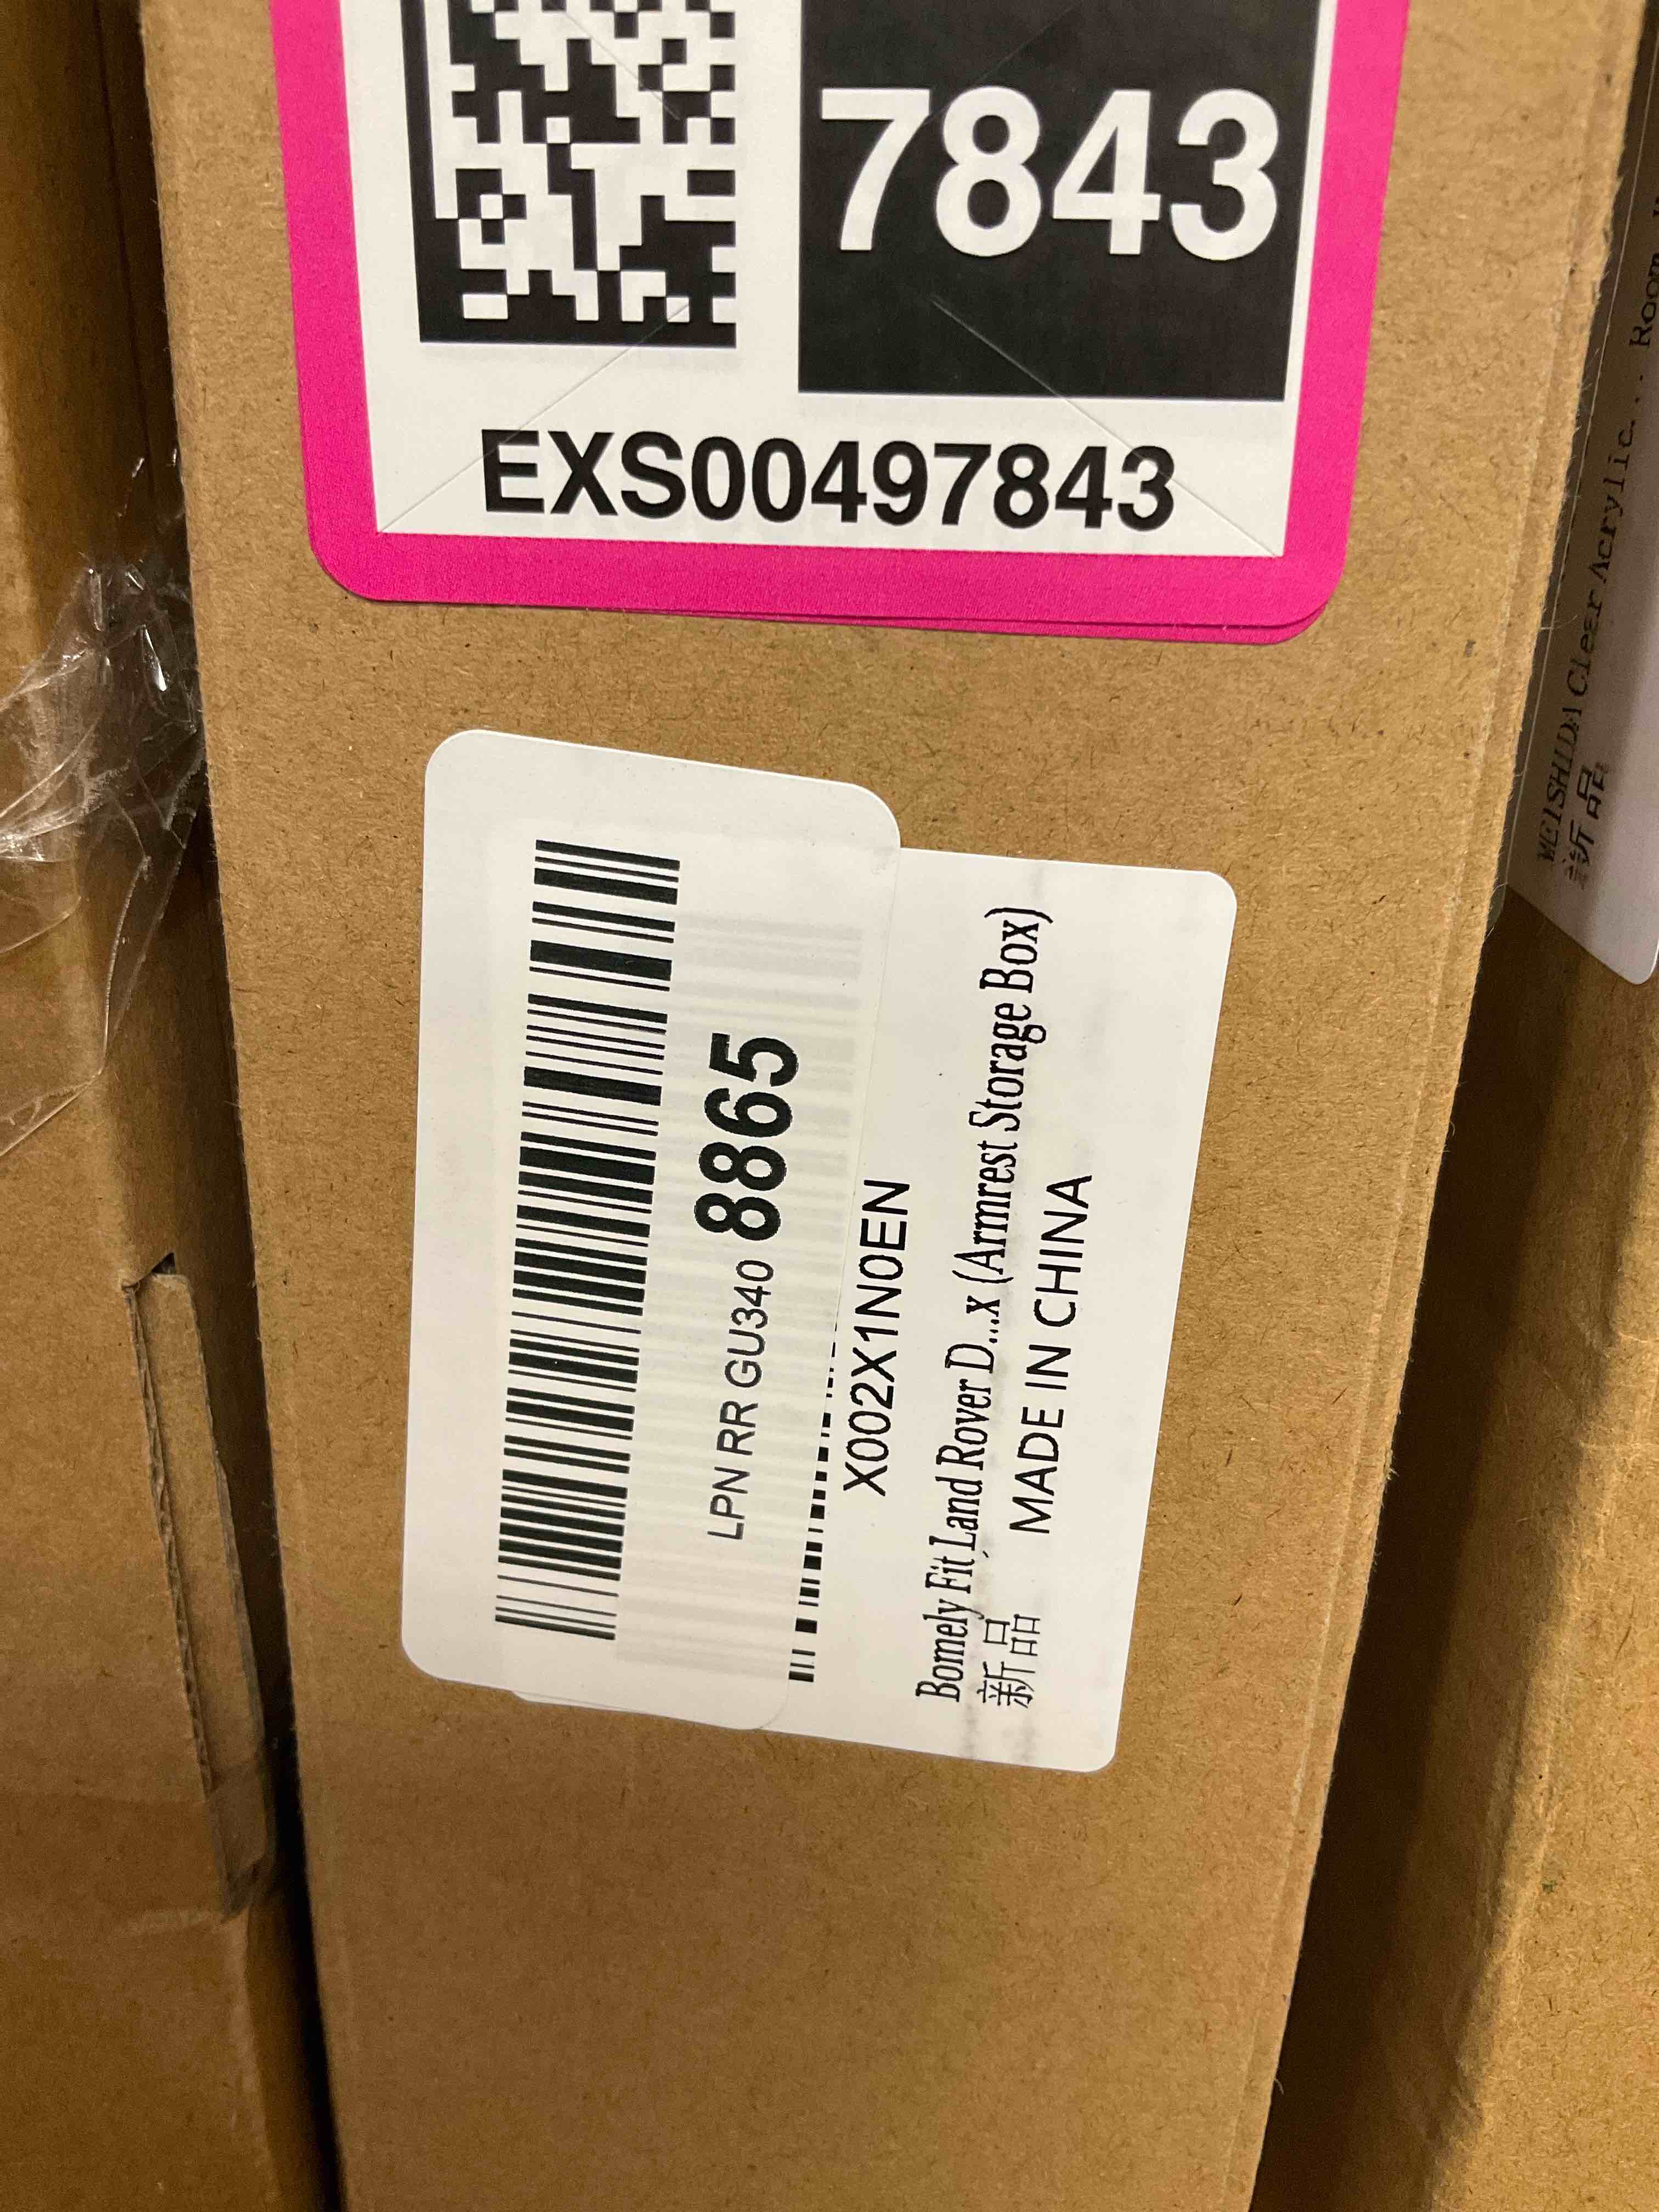 7843
EXS00497843
LPN RR GU340 8865
X002X1N0EN
Bomely Fit Land Rover D...x (Armrest Storage Box)
新品 MADE IN CHINA
WEISHIDA Clear Acrylic... Room
新品